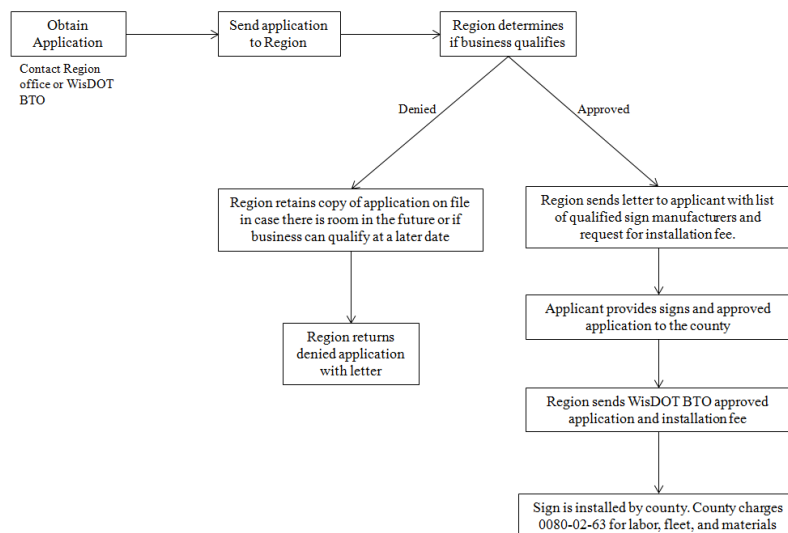 Obtain
Application
Send application
to Region
Region determines
if business qualifies
Contact Region
office or WisDOT
BTO
Denied
Approved
Region retains copy of application on file
in case there is room in the future or if
business can qualify at a later date
Region sends letter to applicant with list
of qualified sign manufacturers and
request for installation fee.
Applicant provides signs and approved
application to the county
Region returns
denied application
with letter
Region sends WisDOT BTO approved
application and installation fee
Sign is installed by county. County charges
0080-02-63 for labor, fleet, and materials